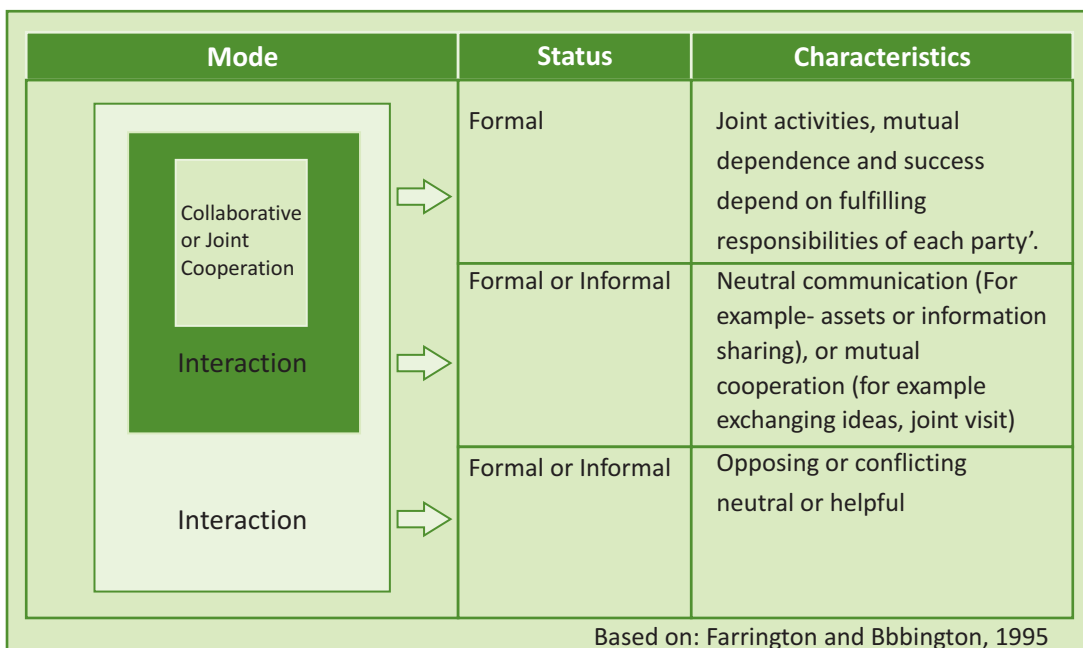 Mode
Status
Characteristics
Collaborative
or Joint
Cooperation
Formal
Joint activities, mutual
dependence and success
depend on fulfilling
responsibilities of each party’.
Interaction
Formal or Informal
Neutral communication (For
example- assets or information
sharing), or mutual
cooperation (for example
exchanging ideas, joint visit)
Interaction
Formal or Informal
Opposing or conflicting
neutral or helpful
Based on: Farrington and Bbbington, 1995